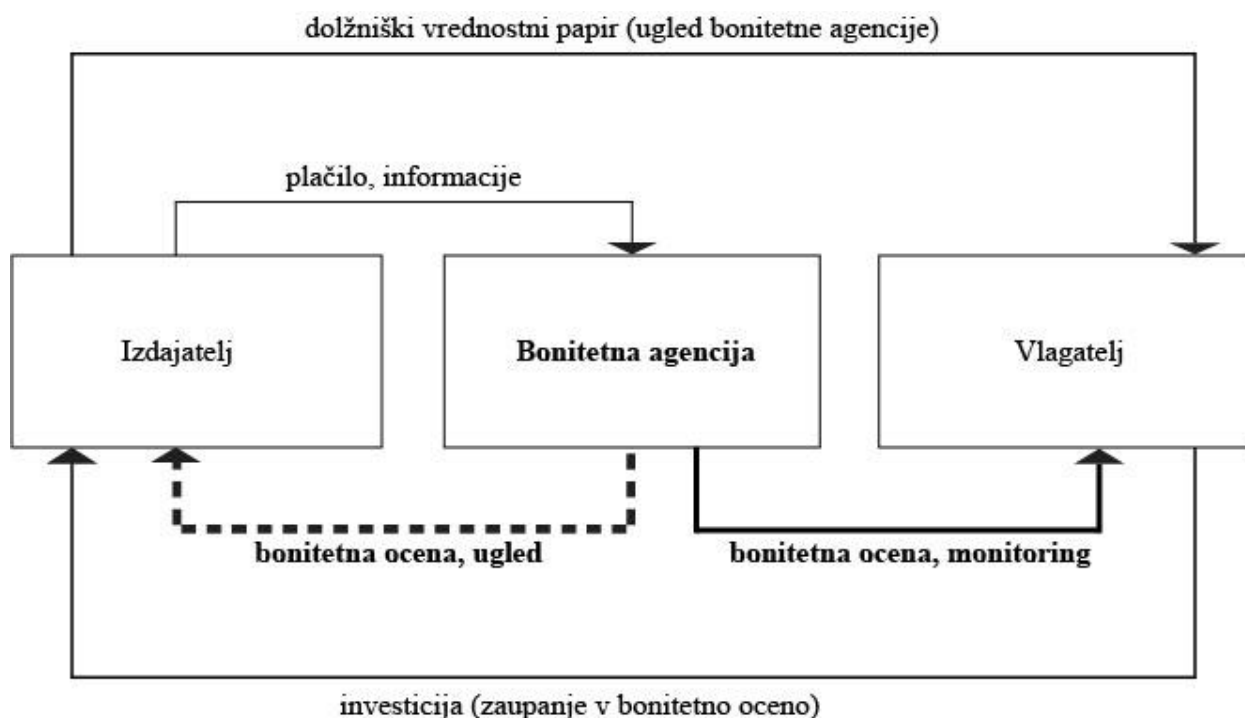 dolžniški vrednostni papir (ugled bonitetne agencije)
plačilo, informacije
Izdajatelj
Bonitetna agencija
Vlagatelj
bonitetna ocena, ugled
bonitetna ocena, monitoring
investicija (zaupanje v bonitetno oceno)